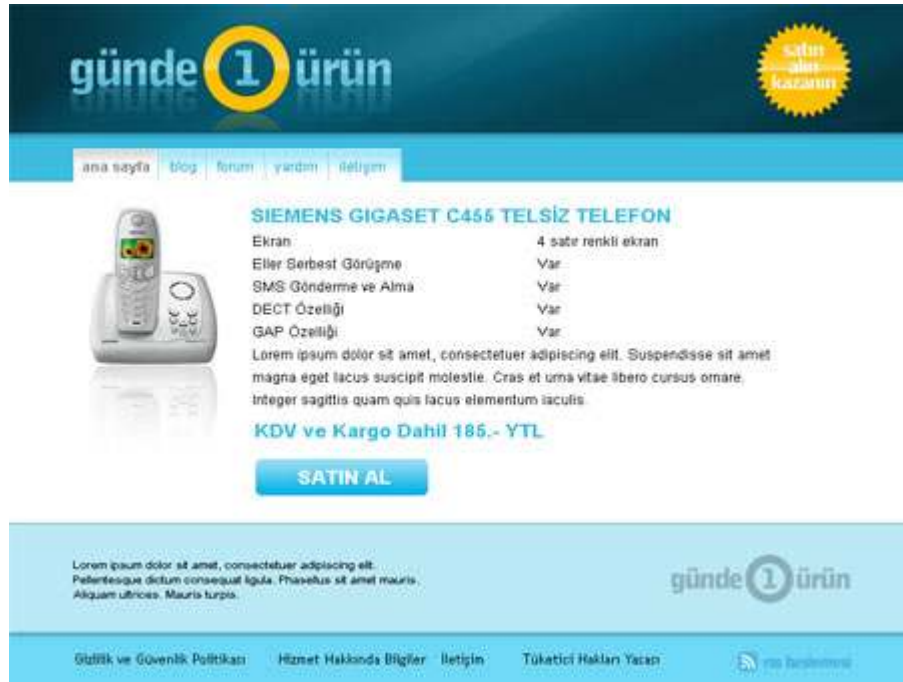 günde 1 ürün
satın
alın
kazanın
ana sayfa blog forum yardım iletişim
SIEMENS GIGASET C455 TELSİZ TELEFON
Ekran 4 satır renkli ekran
Eller Serbest Görüşme Var
SMS Gönderme ve Alma Var
DECT Özelliği Var
GAP Özelliği Var
Lorem ipsum dolor sit amet, consectetuer adipiscing elit. Suspendisse sit amet
magna eget lacus suscipit molestie. Cras et urna vitae libero cursus ornare.
Integer sagittis quam quis lacus elementum iaculis.
KDV ve Kargo Dahil 185.- YTL
SATIN AL
Lorem ipsum dolor sit amet, consectetuer adipiscing elit.
Pellentesque dictum consequat ligula. Phasellus sit amet mauris.
Aliquam ultrices. Mauris turpis.
günde 1 ürün
Gizlilik ve Güvenlik Politikası Hizmet Hakkında Bilgiler İletişim Tüketici Hakları Yasası rss beslemesi